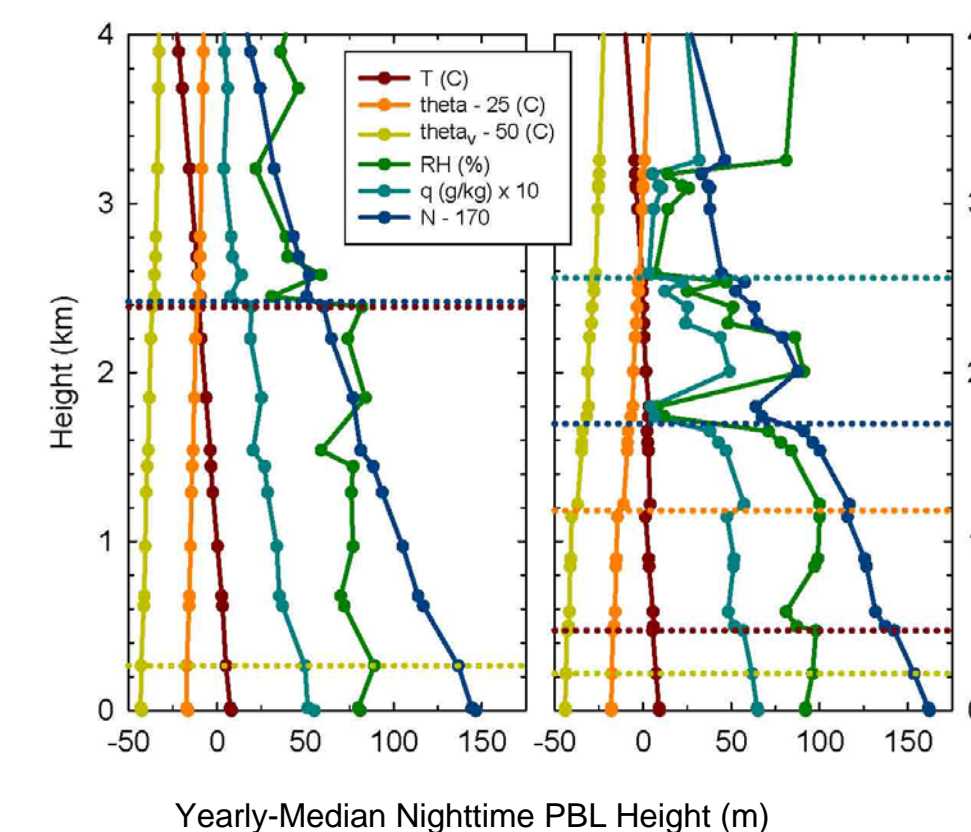 4
3
2
1
0
Height (km)
-50 0 50 100 150
T (C)
theta - 25 (C)
thetav - 50 (C)
RH (%)
q (g/kg) x 10
N - 170
-50 0 50 100 150
Yearly-Median Nighttime PBL Height (m)